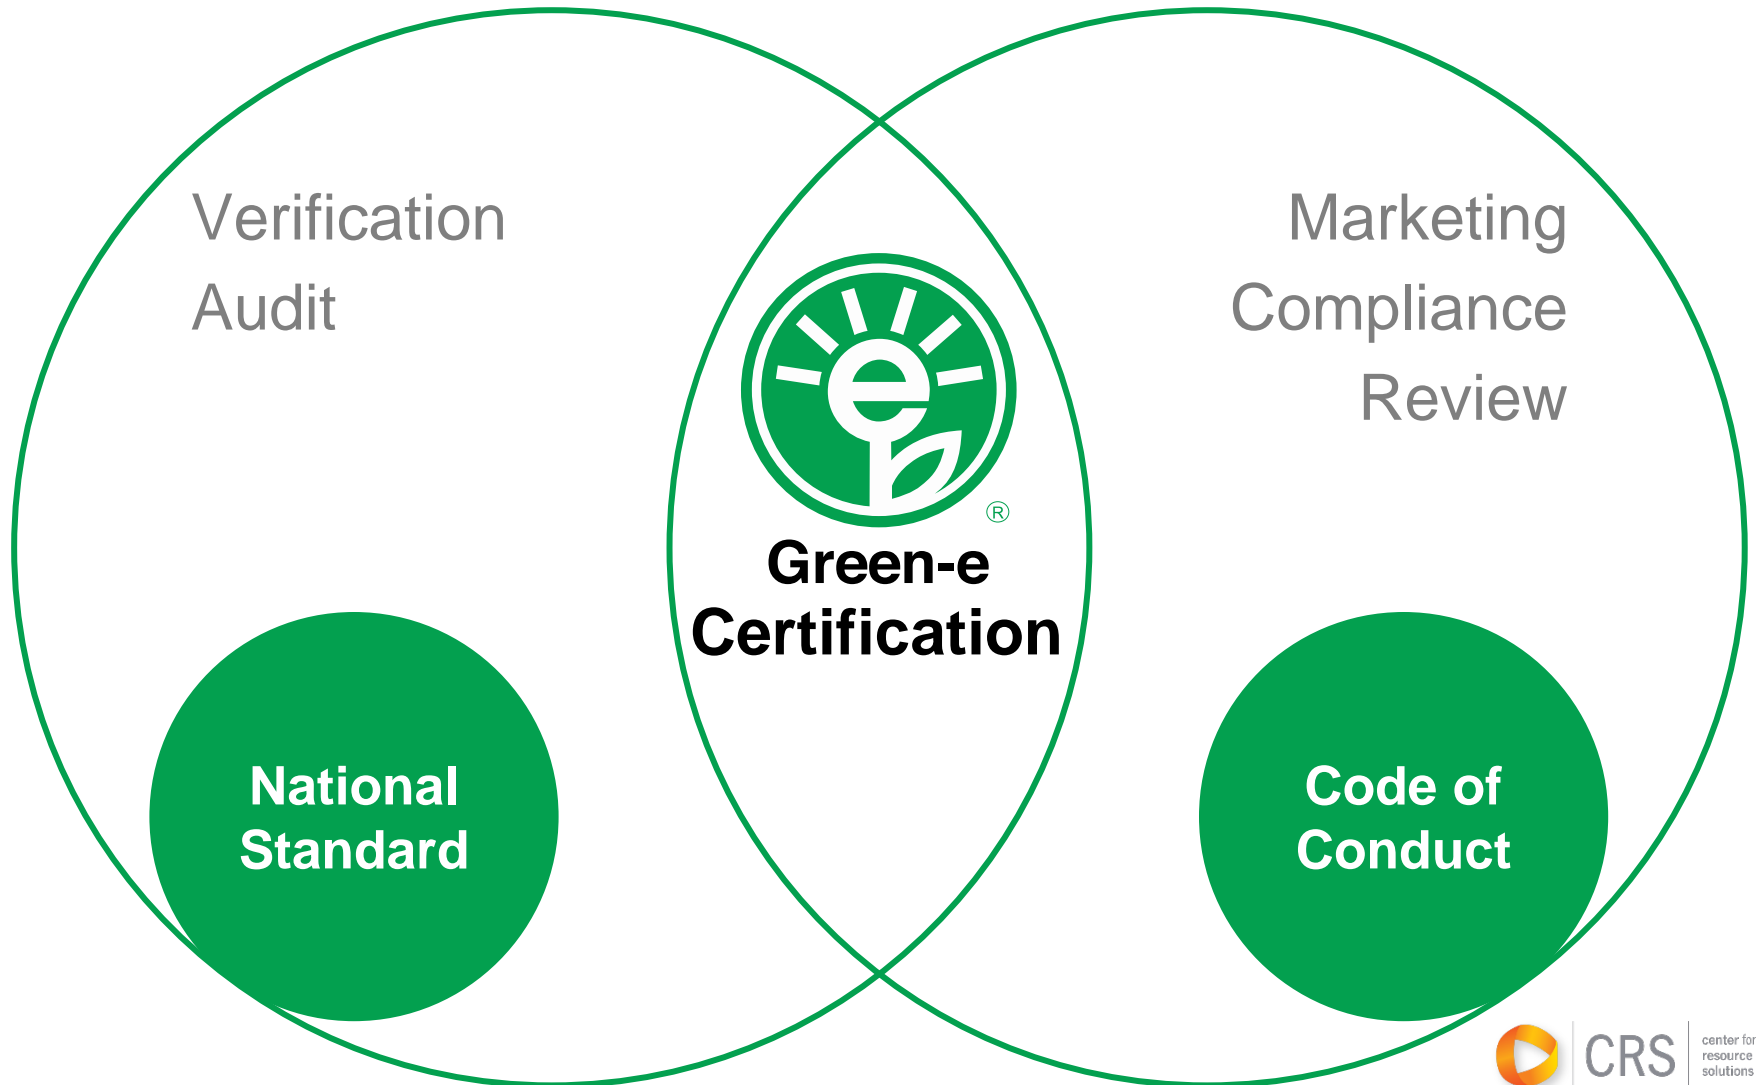 Verification
Audit
Marketing
Compliance
Review
e
®
Green-e
Certification
National
Standard
Code of
Conduct
CRS
center for
resource
solutions